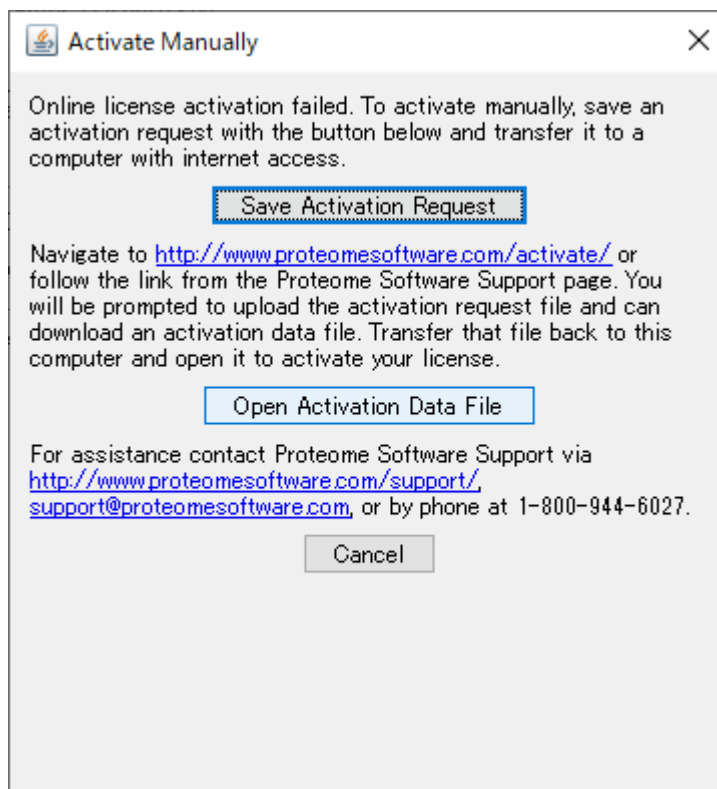 Activate Manually
Online license activation failed. To activate manually, save an
activation request with the button below and transfer it to a
computer with internet access.
Save Activation Request
Navigate to http://www.proteomesoftware.com/activate/ or
follow the link from the Proteome Software Support page. You
will be prompted to upload the activation request file and can
download an activation data file. Transfer that file back to this
computer and open it to activate your license.
Open Activation Data File
For assistance contact Proteome Software Support via
http://www.proteomesoftware.com/support/,
support@proteomesoftware.com, or by phone at 1-800-944-6027.
Cancel